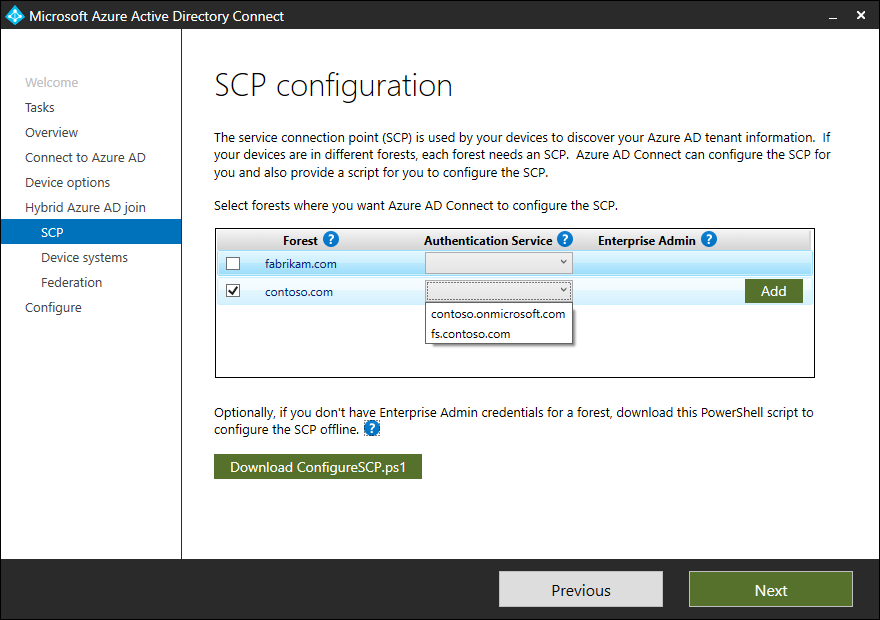 Microsoft Azure Active Directory Connect
Welcome
Tasks
Overview
Connect to Azure AD
Device options
Hybrid Azure AD join
SCP
Device systems
Federation
Configure
SCP configuration
The service connection point (SCP) is used by your devices to discover your Azure AD tenant information. If
your devices are in different forests, each forest needs an SCP. Azure AD Connect can configure the SCP for
you and also provide a script for you to configure the SCP.
Select forests where you want Azure AD Connect to configure the SCP.
Forest ? Authentication Service ? Enterprise Admin ?
fabrikam.com
contoso.com Add
contoso.onmicrosoft.com
fs.contoso.com
Optionally, if you don't have Enterprise Admin credentials for a forest, download this PowerShell script to
configure the SCP offline. ?
Download ConfigureSCP.ps1
Previous Next